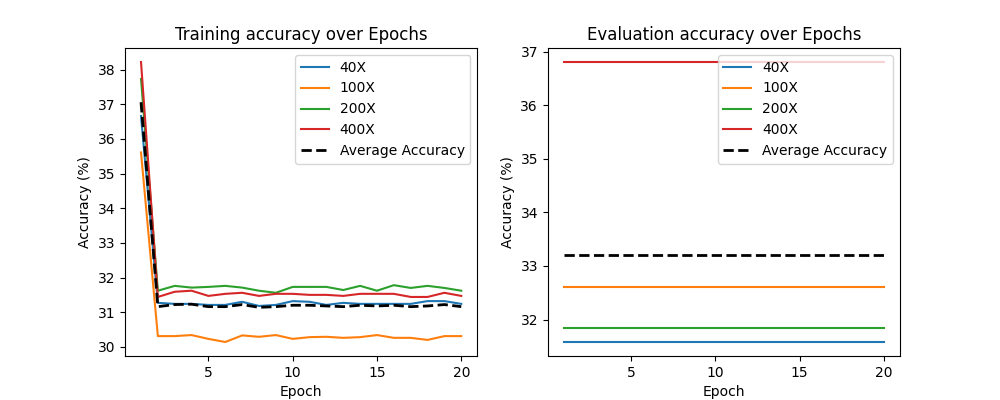 Training accuracy over Epochs
38
37
36
35
34
33
32
31
30
Accuracy (%)
5
10
15
20
Epoch
40X
100X
200X
400X
Average Accuracy
Evaluation accuracy over Epochs
37
36
35
34
33
32
Accuracy (%)
5
10
15
20
Epoch
40X
100X
200X
400X
Average Accuracy